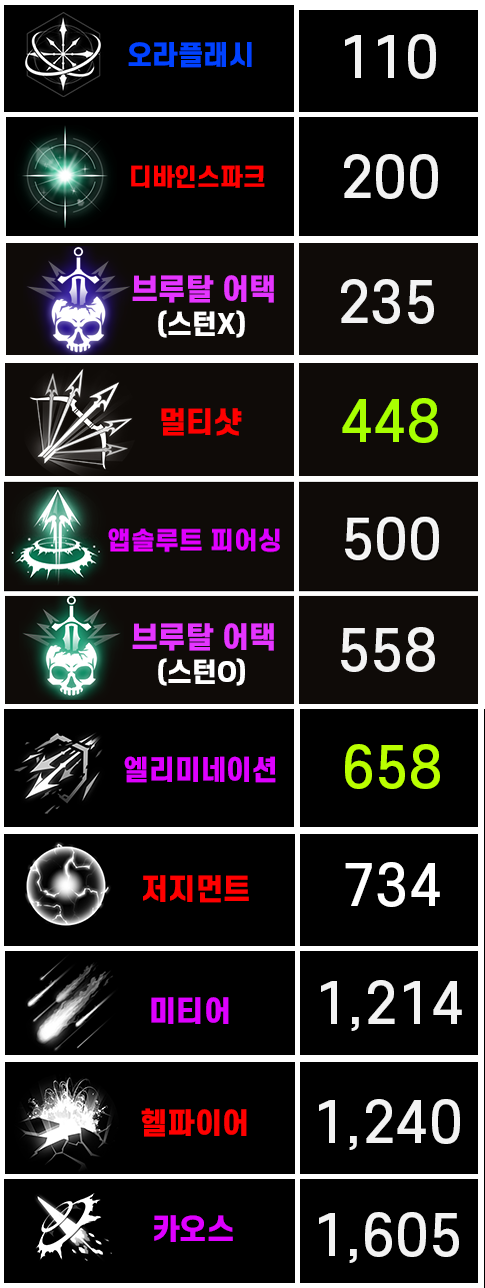 오라플래시 110
디바인스파크 200
브루탈 어택 235
(스턴X)
멀티샷 448
앱솔루트 피어싱 500
브루탈 어택 558
(스턴O)
엘리미네이션 658
저지먼트 734
미티어 1,214
헬파이어 1,240
카오스 1,605